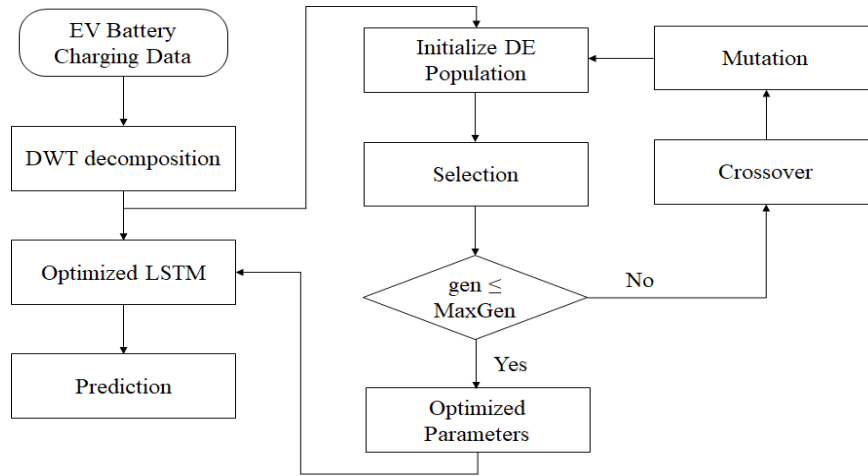 EV Battery
Charging Data
DWT decomposition
Optimized LSTM
Prediction
Initialize DE
Population
Selection
gen ≤
MaxGen
Yes
No
Optimized
Parameters
Mutation
Crossover